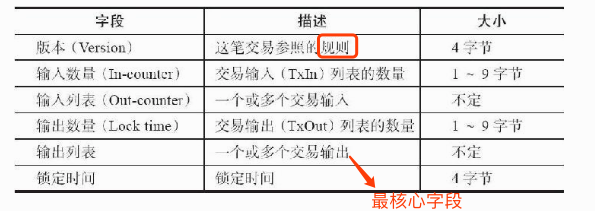 字段 描述 大小
版本（Version） 这笔交易参照的规则 4字节
输入数量（In-counter） 交易输入（TxIn）列表的数量 1 ~ 9字节
输入列表（Out-counter） 一个或多个交易输入 不定
输出数量（Lock time） 交易输出（TxOut）列表的数量 1 ~ 9字节
输出列表 一个或多个交易输出 不定
锁定时间 锁定时间 4字节
最核心字段